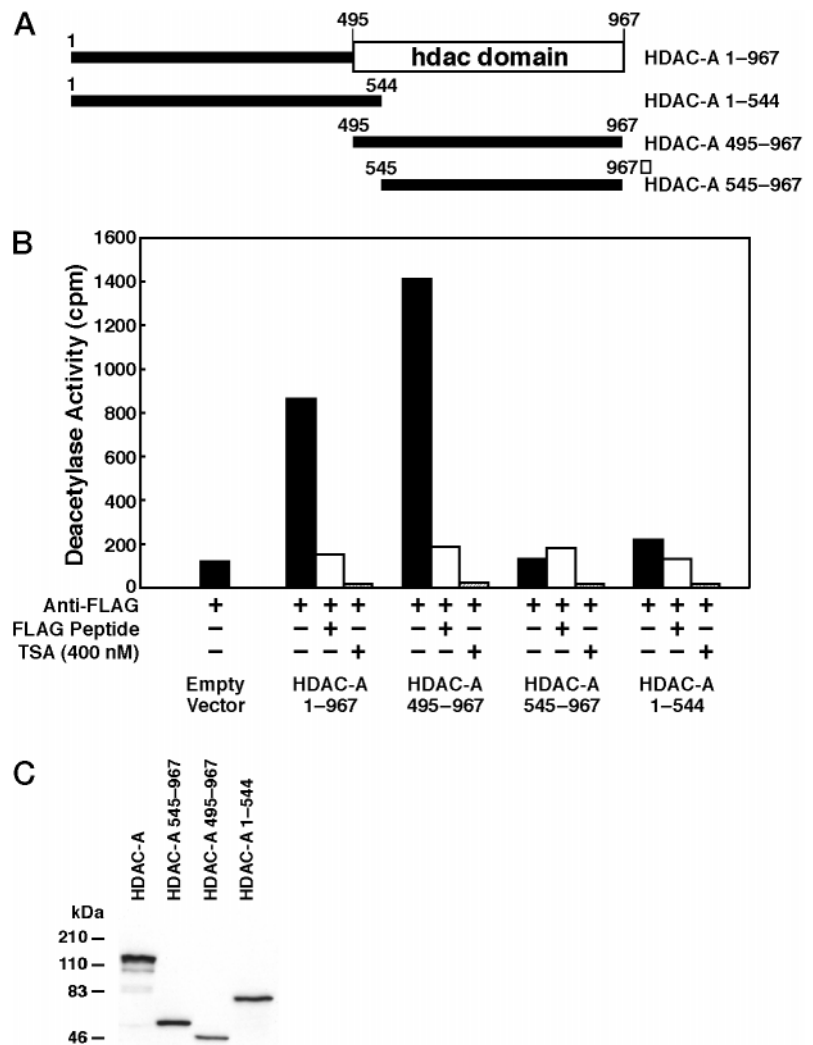 A
495 967
1
hdac domain
HDAC-A 1–967
1
544
HDAC-A 1–544
495 967
HDAC-A 495–967
545 967
HDAC-A 545–967
B
Deacetylase Activity (cpm)
1600
1400
1200
1000
800
600
400
200
0
Anti-FLAG + + + + + + + + + + + + +
FLAG Peptide – – + – – + – – + – – + –
TSA (400 nM) – – – + – – + – – + – – +
Empty Vector
HDAC-A 1–967
HDAC-A 495–967
HDAC-A 545–967
HDAC-A 1–544
C
HDAC-A
HDAC-A 545–967
HDAC-A 495–967
HDAC-A 1–544
kDa
210
110
83
46